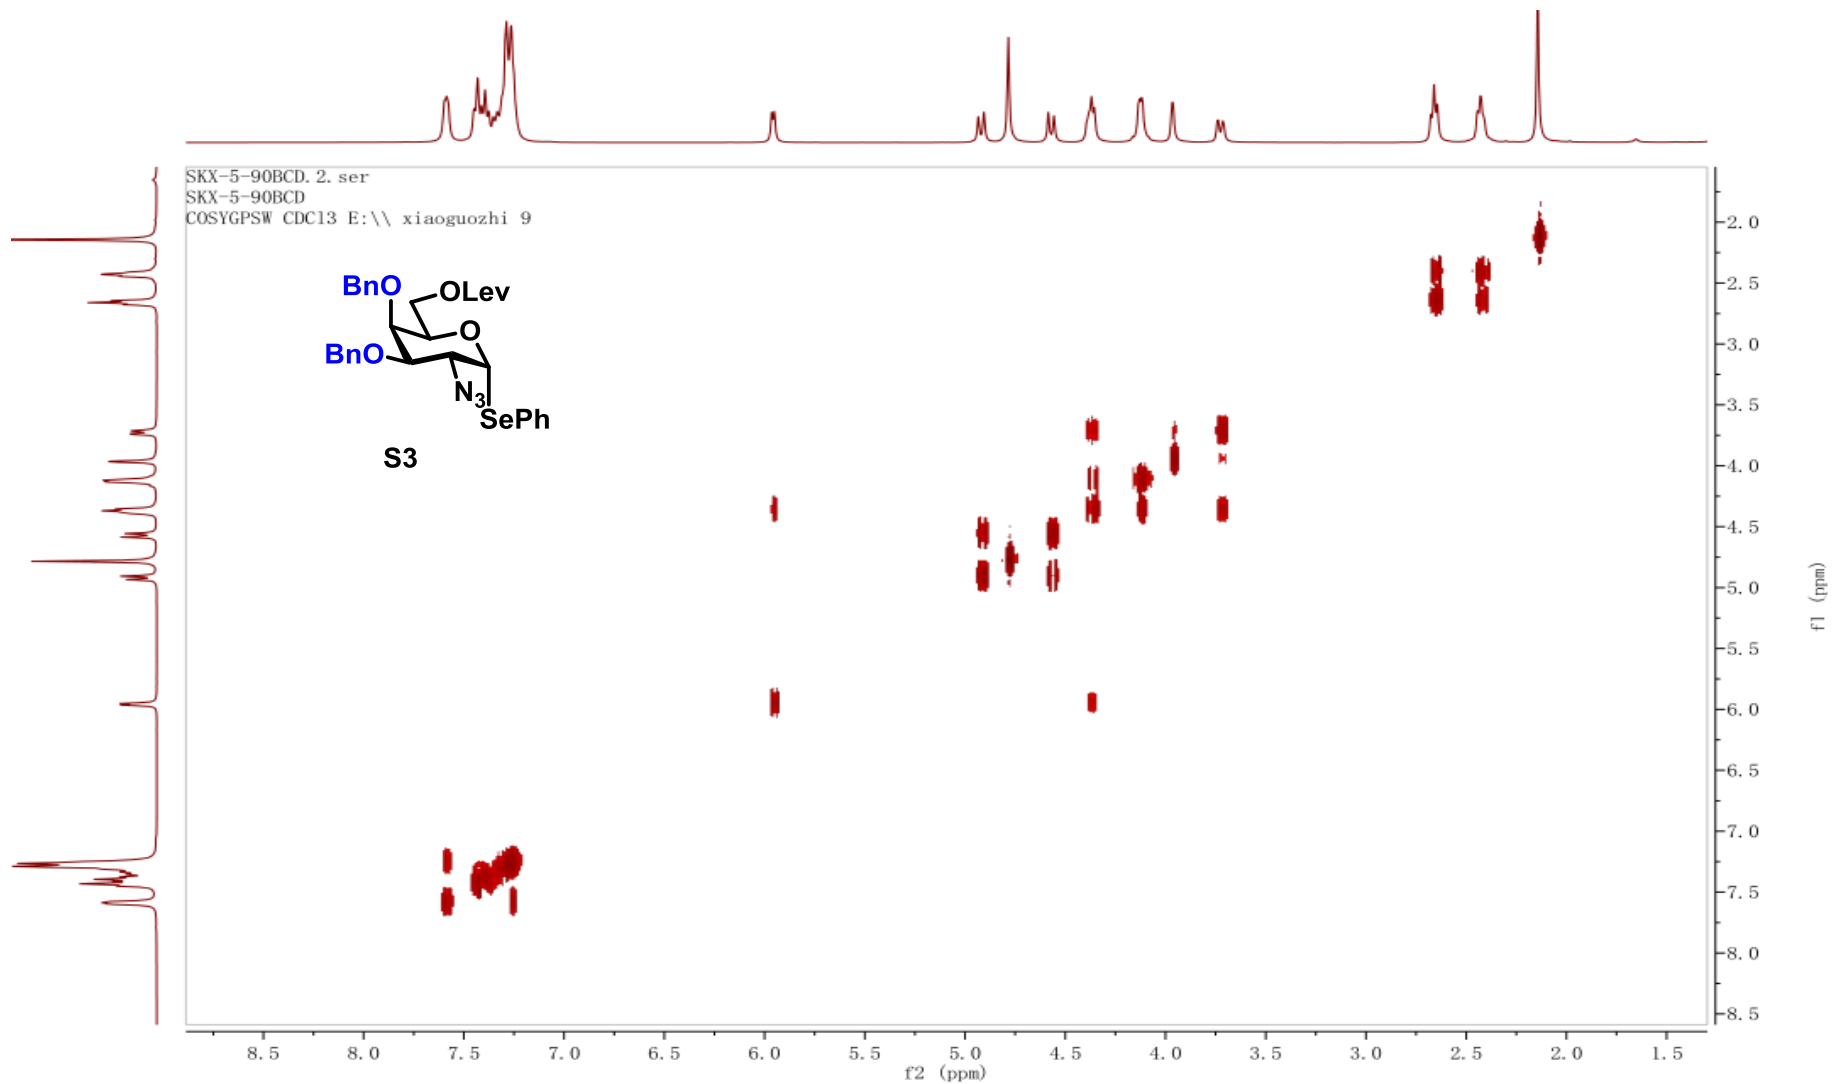 SKX-5-90BCD. 2. ser
SKX-5-90BCD
COSYGPSW CDCl3 E:\\ xiaoguozhi 9
BnO
OLev
O
BnO
N3
SePh
S3
2.0
2.5
3.0
3.5
4.0
4.5
5.0
5.5
6.0
6.5
7.0
7.5
8.0
8.5
f1 (ppm)
8.5 8.0 7.5 7.0 6.5 6.0 5.5 5.0 4.5 4.0 3.5 3.0 2.5 2.0 1.5
f2 (ppm)